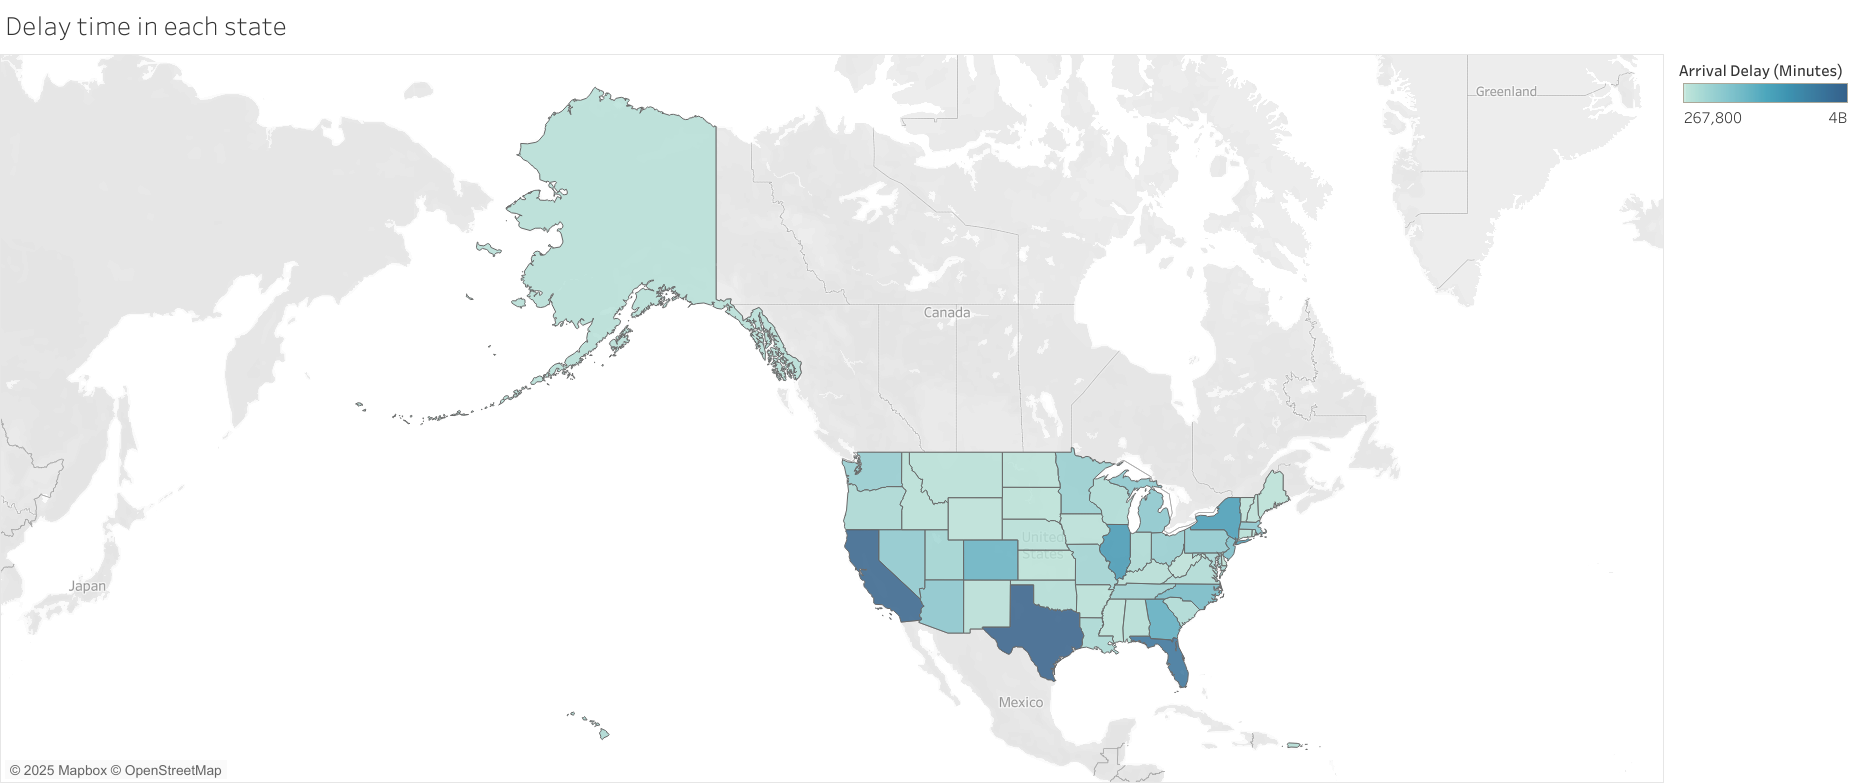 Delay time in each state
Arrival Delay (Minutes)
267,800
4B
Greenland
Canada
United
States
Japan
Mexico
© 2025 Mapbox © OpenStreetMap